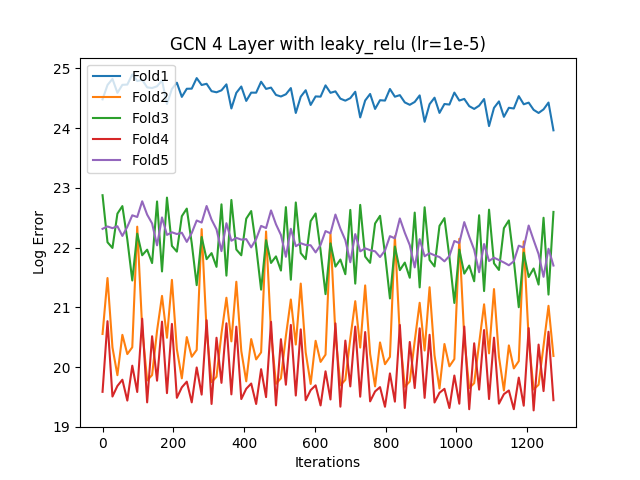 GCN 4 Layer with leaky_relu (lr=1e-5)
Log Error
25
24
23
22
21
20
19
Fold1
Fold2
Fold3
Fold4
Fold5
0
200
400
600
800
1000
1200
Iterations